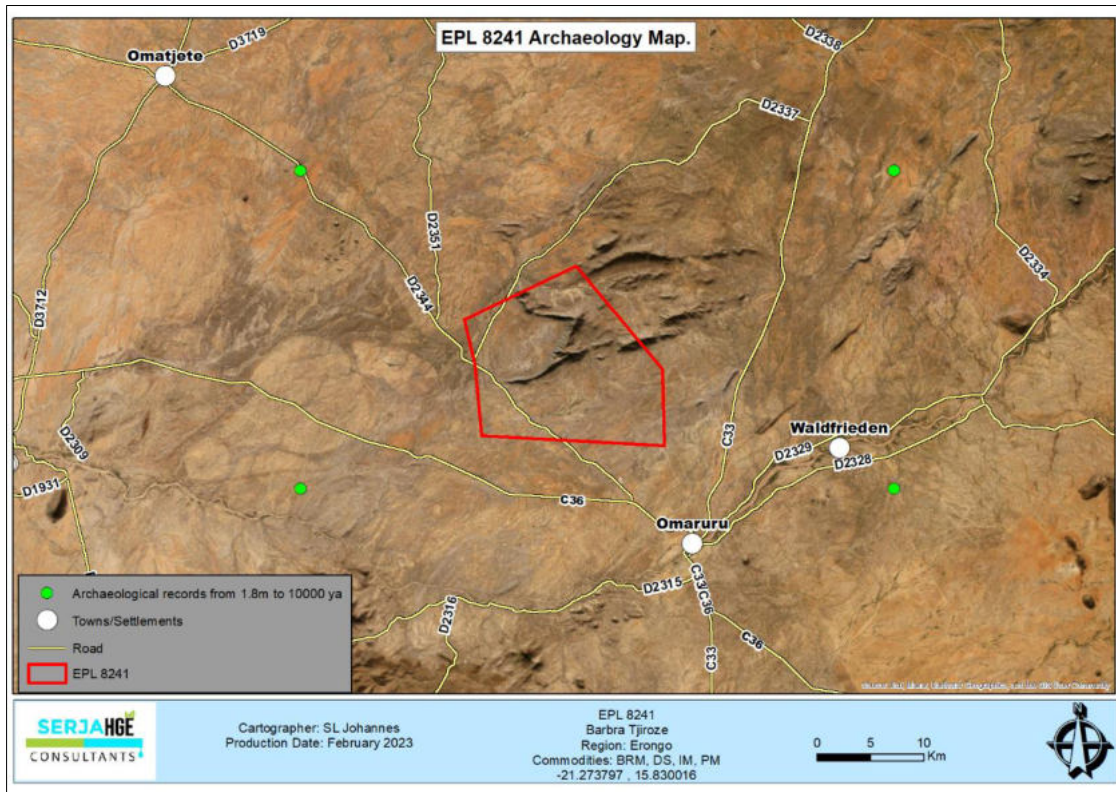 EPL 8241 Archaeology Map.
Omatjete
D3719
D2338
D2337
D2351
D2344
D2334
D3712
D2309
D1931
C33
Waldfrieden
D2329
D2328
C36
Omaruru
D2315
D2316
C33/C36
C36
C33
Archaeological records from 1.8m to 10000 ya
Towns/Settlements
Road
EPL 8241
SERJA HGE
CONSULTANTS
Cartographer: SL Johannes
Production Date: February 2023
EPL 8241
Barbra Tjiroze
Region: Erongo
Commodities: BRM, DS, IM, PM
-21.273797 , 15.830016
0 5 10
Km
N